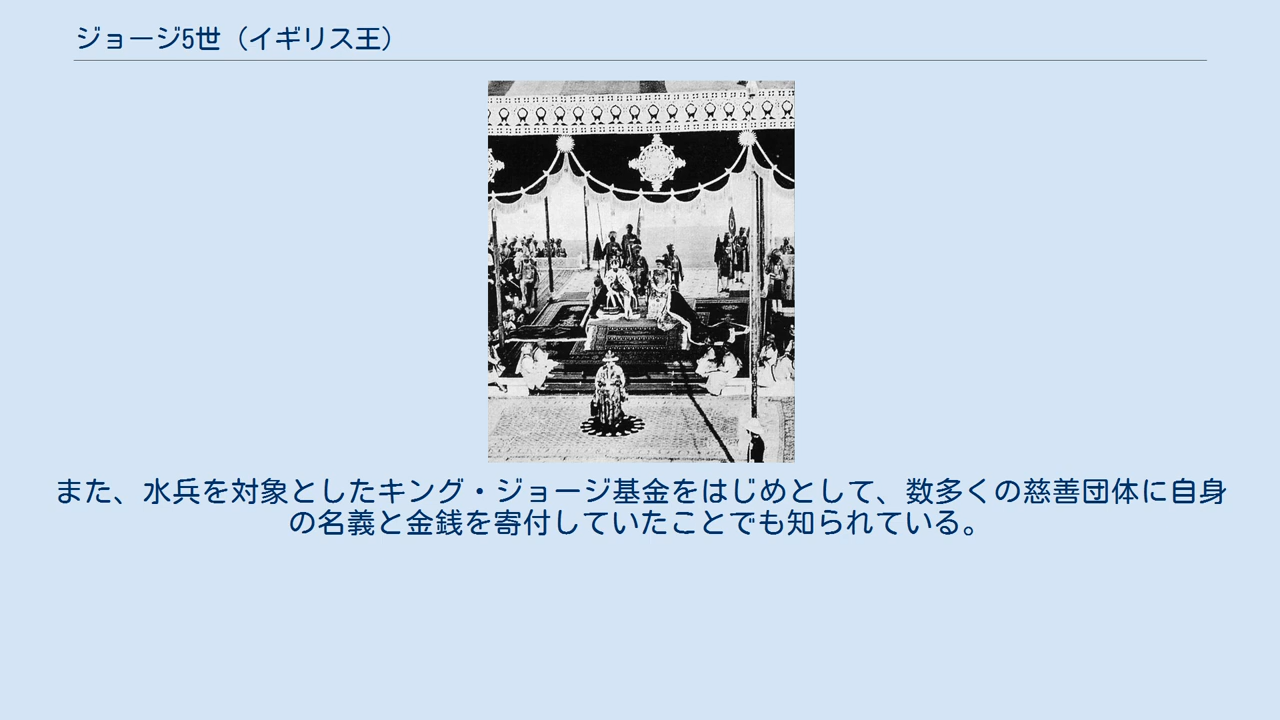 ジョージ5世（イギリス王）
また、水兵を対象としたキング・ジョージ基金をはじめとして、数多くの慈善団体に自身
の名義と金銭を寄付していたことでも知られている。